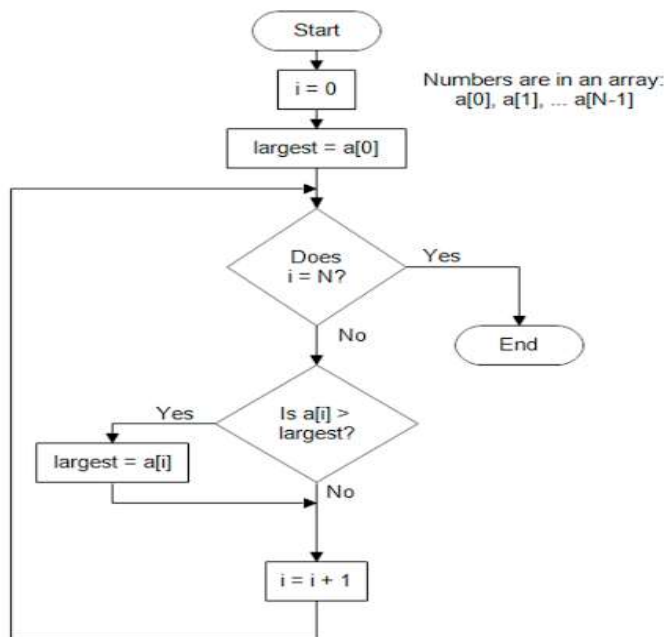 Start
i = 0
Numbers are in an array:
a[0], a[1], ... a[N-1]
largest = a[0]
Does
i = N?
Yes
No
End
Is a[i] >
largest?
Yes
largest = a[i]
No
i = i + 1